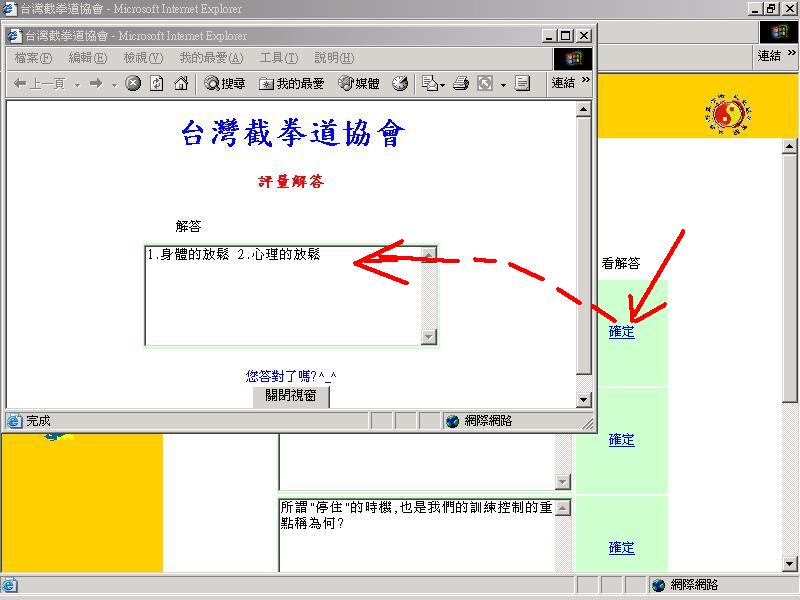 台灣截拳道協會 - Microsoft Internet Explorer
台灣截拳道協會 - Microsoft Internet Explorer
檔案(F) 編輯(E) 檢視(V) 我的最愛(A) 工具(T) 說明(H)
上一頁 搜尋 我的最愛 媒體 連結 »
連結 »
台灣截拳道協會
評量解答
解答
1.身體的放鬆 2.心理的放鬆
您答對了嗎?^_^
關閉視窗
完成 網際網路
看解答
確定
確定
所謂"停住"的時機,也是我們的訓練控制的重
點稱為何?
確定
網際網路